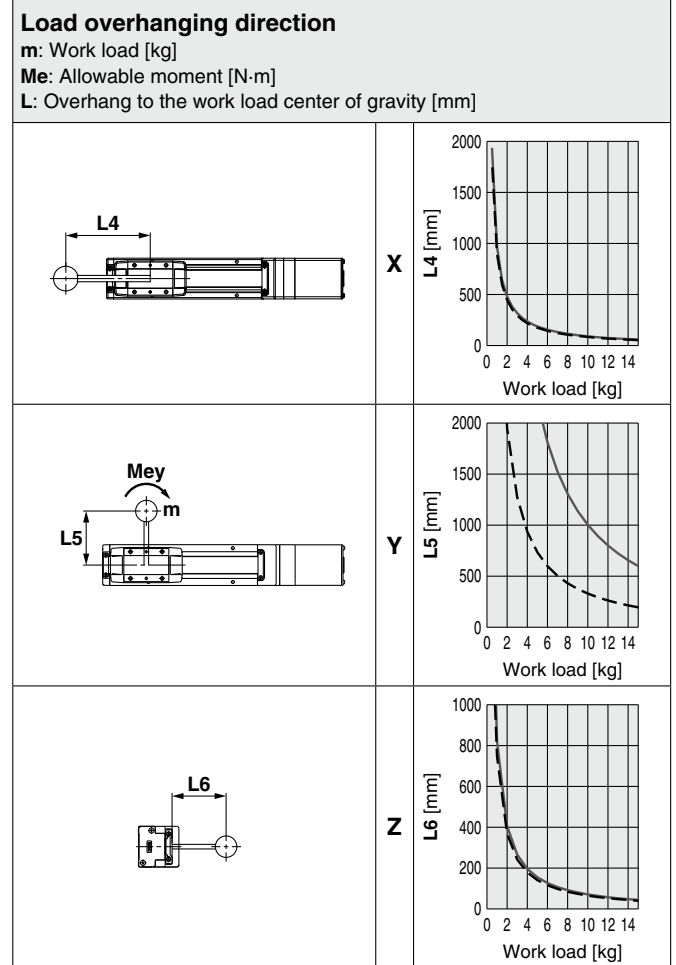 Load overhanging direction
m: Work load [kg]
Me: Allowable moment [N·m]
L: Overhang to the work load center of gravity [mm]
L4
X
L4 [mm]
2000
1500
1000
500
0
0 2 4 6 8 10 12 14
Work load [kg]
Mey
m
L5
Y
L5 [mm]
2000
1500
1000
500
0
0 2 4 6 8 10 12 14
Work load [kg]
L6
Z
L6 [mm]
1000
800
600
400
200
0
0 2 4 6 8 10 12 14
Work load [kg]